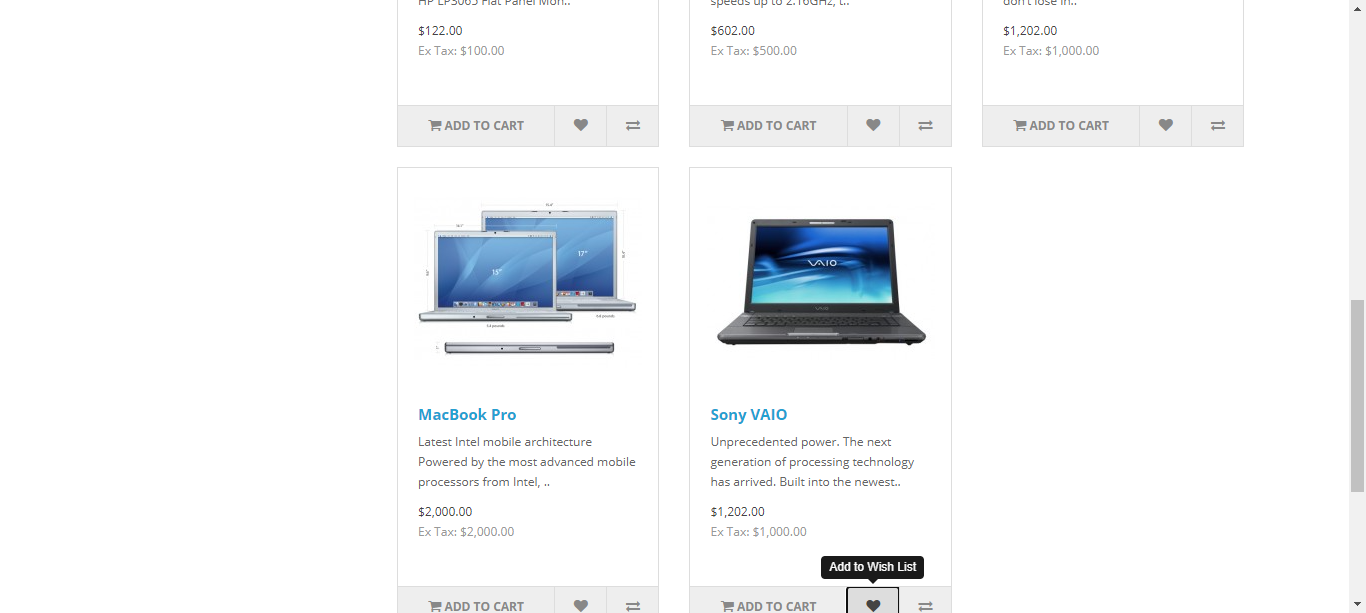 HP LP3065 Flat Panel Mon..
$122.00
Ex Tax: $100.00
ADD TO CART
speeds up to 2.16GHz, t..
$602.00
Ex Tax: $500.00
ADD TO CART
don't lose in..
$1,202.00
Ex Tax: $1,000.00
ADD TO CART
15"
17"
MacBook Pro
Latest Intel mobile architecture
Powered by the most advanced mobile
processors from Intel, ..
$2,000.00
Ex Tax: $2,000.00
ADD TO CART
VAIO
Sony VAIO
Unprecedented power. The next
generation of processing technology
has arrived. Built into the newest..
$1,202.00
Ex Tax: $1,000.00
Add to Wish List
ADD TO CART